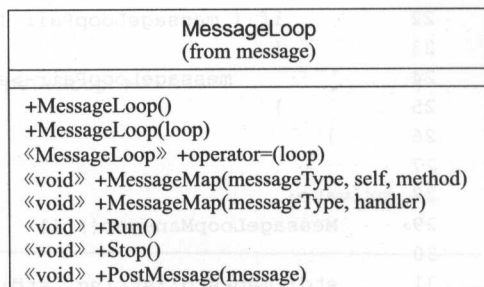 MessageLoop
(from message)
+MessageLoop()
+MessageLoop(loop)
«MessageLoop» +operator=(loop)
«void» +MessageMap(messageType, self, method)
«void» +MessageMap(messageType, handler)
«void» +Run()
«void» +Stop()
«void» +PostMessage(message)